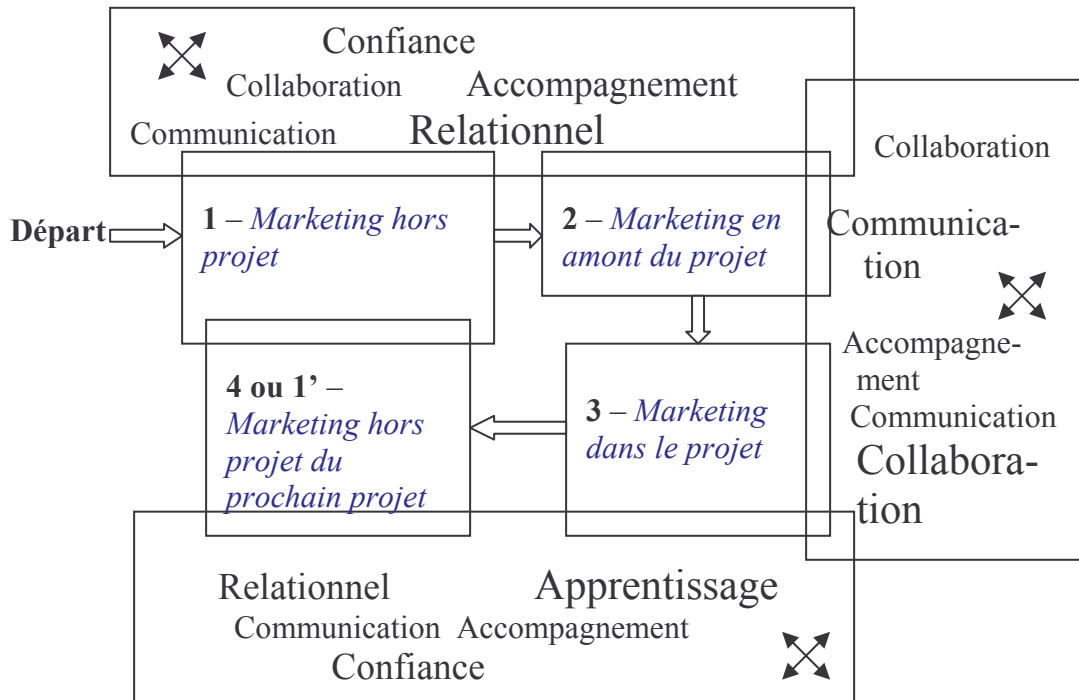 Confiance
Collaboration Accompagnement
Communication Relationnel
Collaboration
Départ
1 – Marketing hors
projet
2 – Marketing en
amont du projet
Communica-
tion
Accompagne-
ment
Communication
Collabora-
tion
4 ou 1’ –
Marketing hors
projet du
prochain projet
3 – Marketing
dans le projet
Relationnel Apprentissage
Communication Accompagnement
Confiance